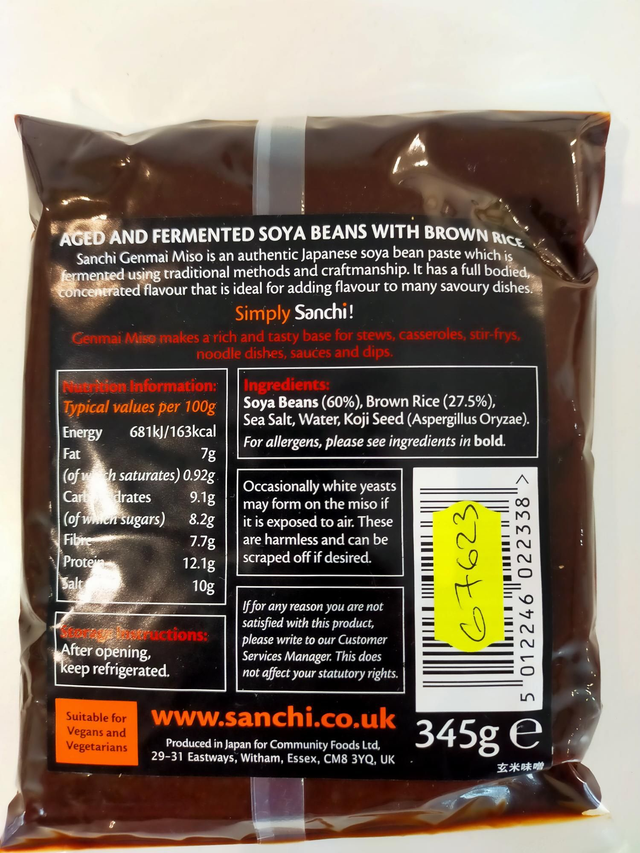 AGED AND FERMENTED SOYA BEANS WITH BROWN RICE
Sanchi Genmai Miso is an authentic Japanese soya bean paste which is
fermented using traditional methods and craftmanship. It has a full bodied,
concentrated flavour that is ideal for adding flavour to many savoury dishes.
Simply Sanchi!
Genmai Miso makes a rich and tasty base for stews, casseroles, stir-frys,
noodle dishes, sauces and dips.
Nutrition Information:
Typical values per 100g
Energy 681kJ/163kcal
Fat 7g
(of which saturates) 0.92g
Carbohydrates 9.1g
(of which sugars) 8.2g
Fibre 7.7g
Protein 12.1g
Salt 10g
Storage Instructions:
After opening,
keep refrigerated.
Ingredients:
Soya Beans (60%), Brown Rice (27.5%),
Sea Salt, Water, Koji Seed (Aspergillus Oryzae).
For allergens, please see ingredients in bold.
Occasionally white yeasts
may form on the miso if
it is exposed to air. These
are harmless and can be
scraped off if desired.
If for any reason you are not
satisfied with this product,
please write to our Customer
Services Manager. This does
not affect your statutory rights.
67623
5 012246 022338 >
Suitable for
Vegans and
Vegetarians
www.sanchi.co.uk
Produced in Japan for Community Foods Ltd,
29-31 Eastways, Witham, Essex, CM8 3YQ, UK
345g e
玄米味噌